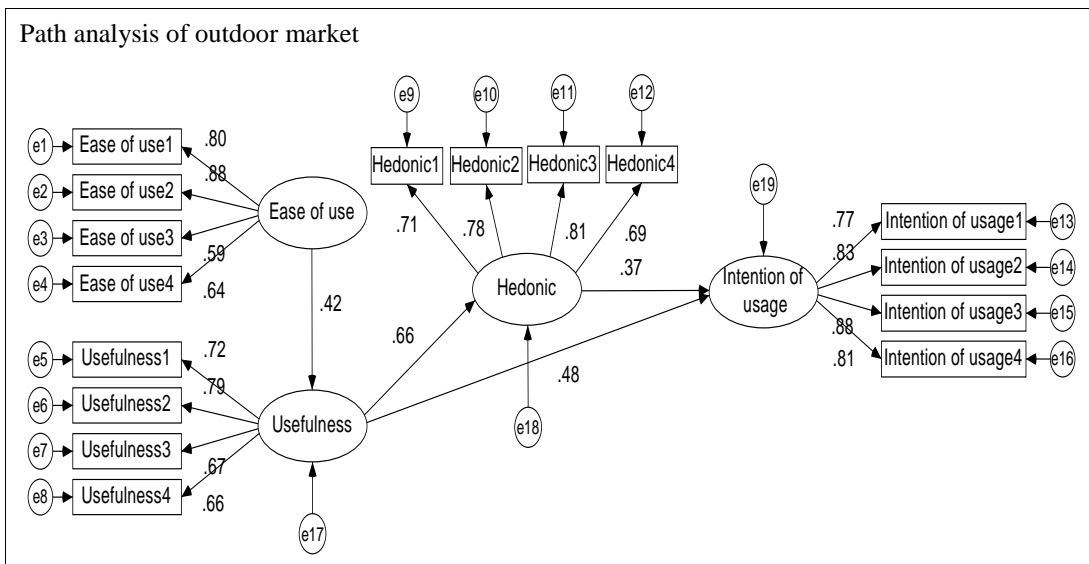 Path analysis of outdoor market
e9
e10
e11
e12
e1
Ease of use1
.80
e2
Ease of use2
.88
e3
Ease of use3
.59
e4
Ease of use4
.64
Ease of use
Hedonic1
Hedonic2
Hedonic3
Hedonic4
.71
.78
.81
.69
Hedonic
.37
e19
Intention of
usage
.77
Intention of usage1
e13
.83
Intention of usage2
e14
Intention of usage3
e15
.88
Intention of usage4
e16
.81
.42
.66
.48
e18
e5
Usefulness1
.72
e6
Usefulness2
.79
e7
Usefulness3
.67
e8
Usefulness4
.66
Usefulness
e17